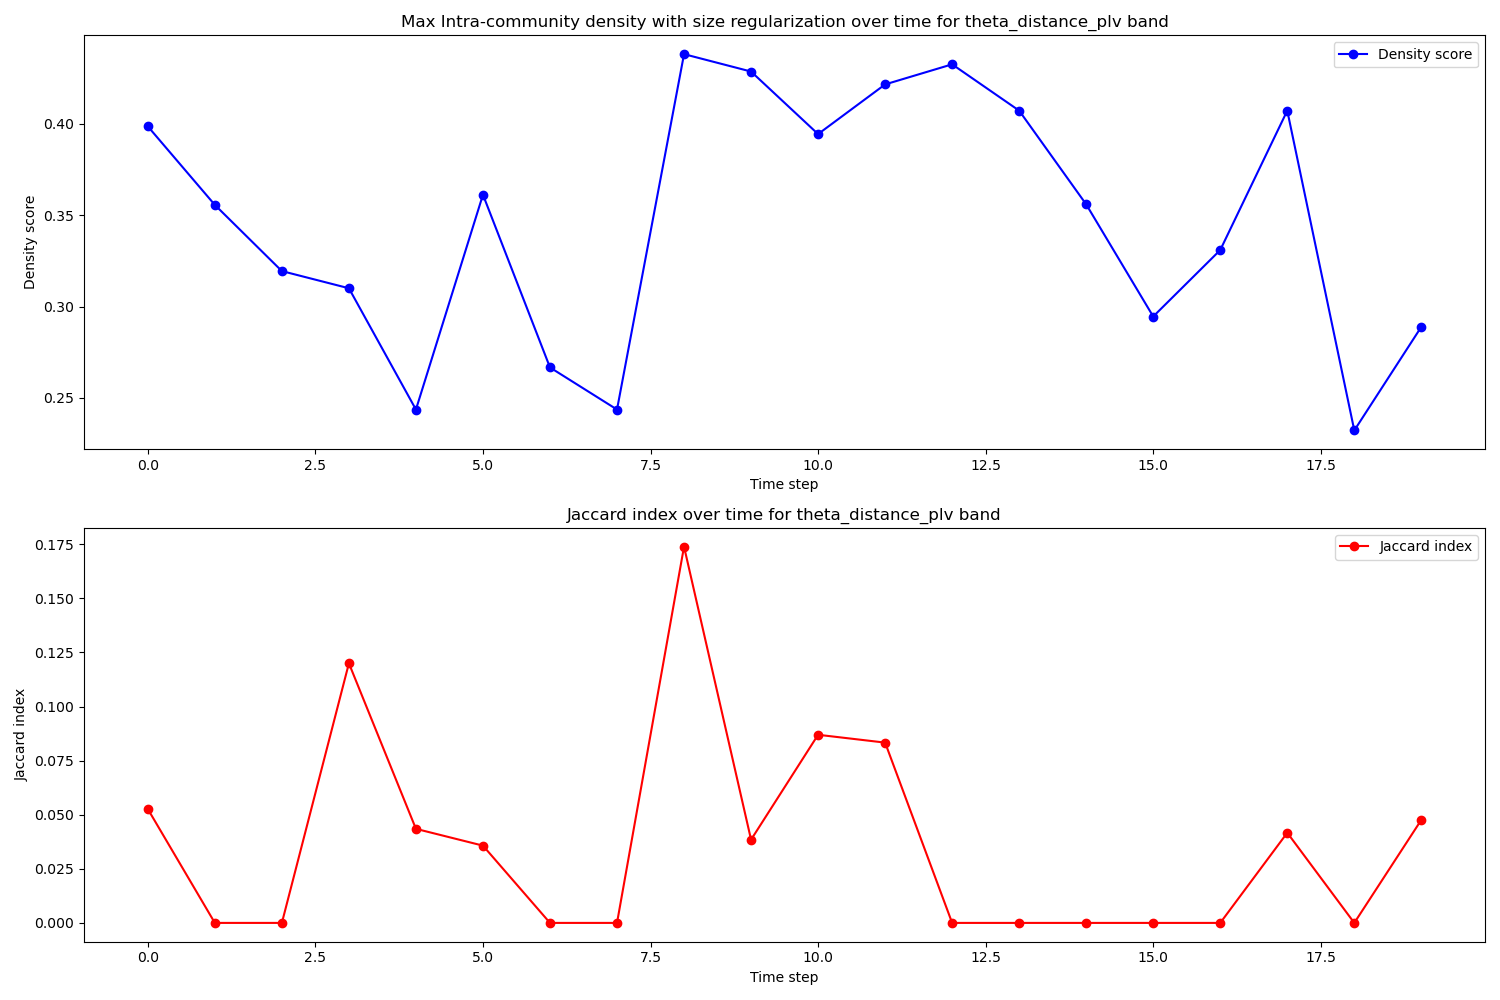 Max Intra-community density with size regularization over time for theta_distance_plv band
Density score
0.40
0.35
0.30
0.25
Density score
0.0 2.5 5.0 7.5 10.0 12.5 15.0 17.5
Time step
Jaccard index over time for theta_distance_plv band
Jaccard index
0.175
0.150
0.125
0.100
0.075
0.050
0.025
0.000
Jaccard index
0.0 2.5 5.0 7.5 10.0 12.5 15.0 17.5
Time step